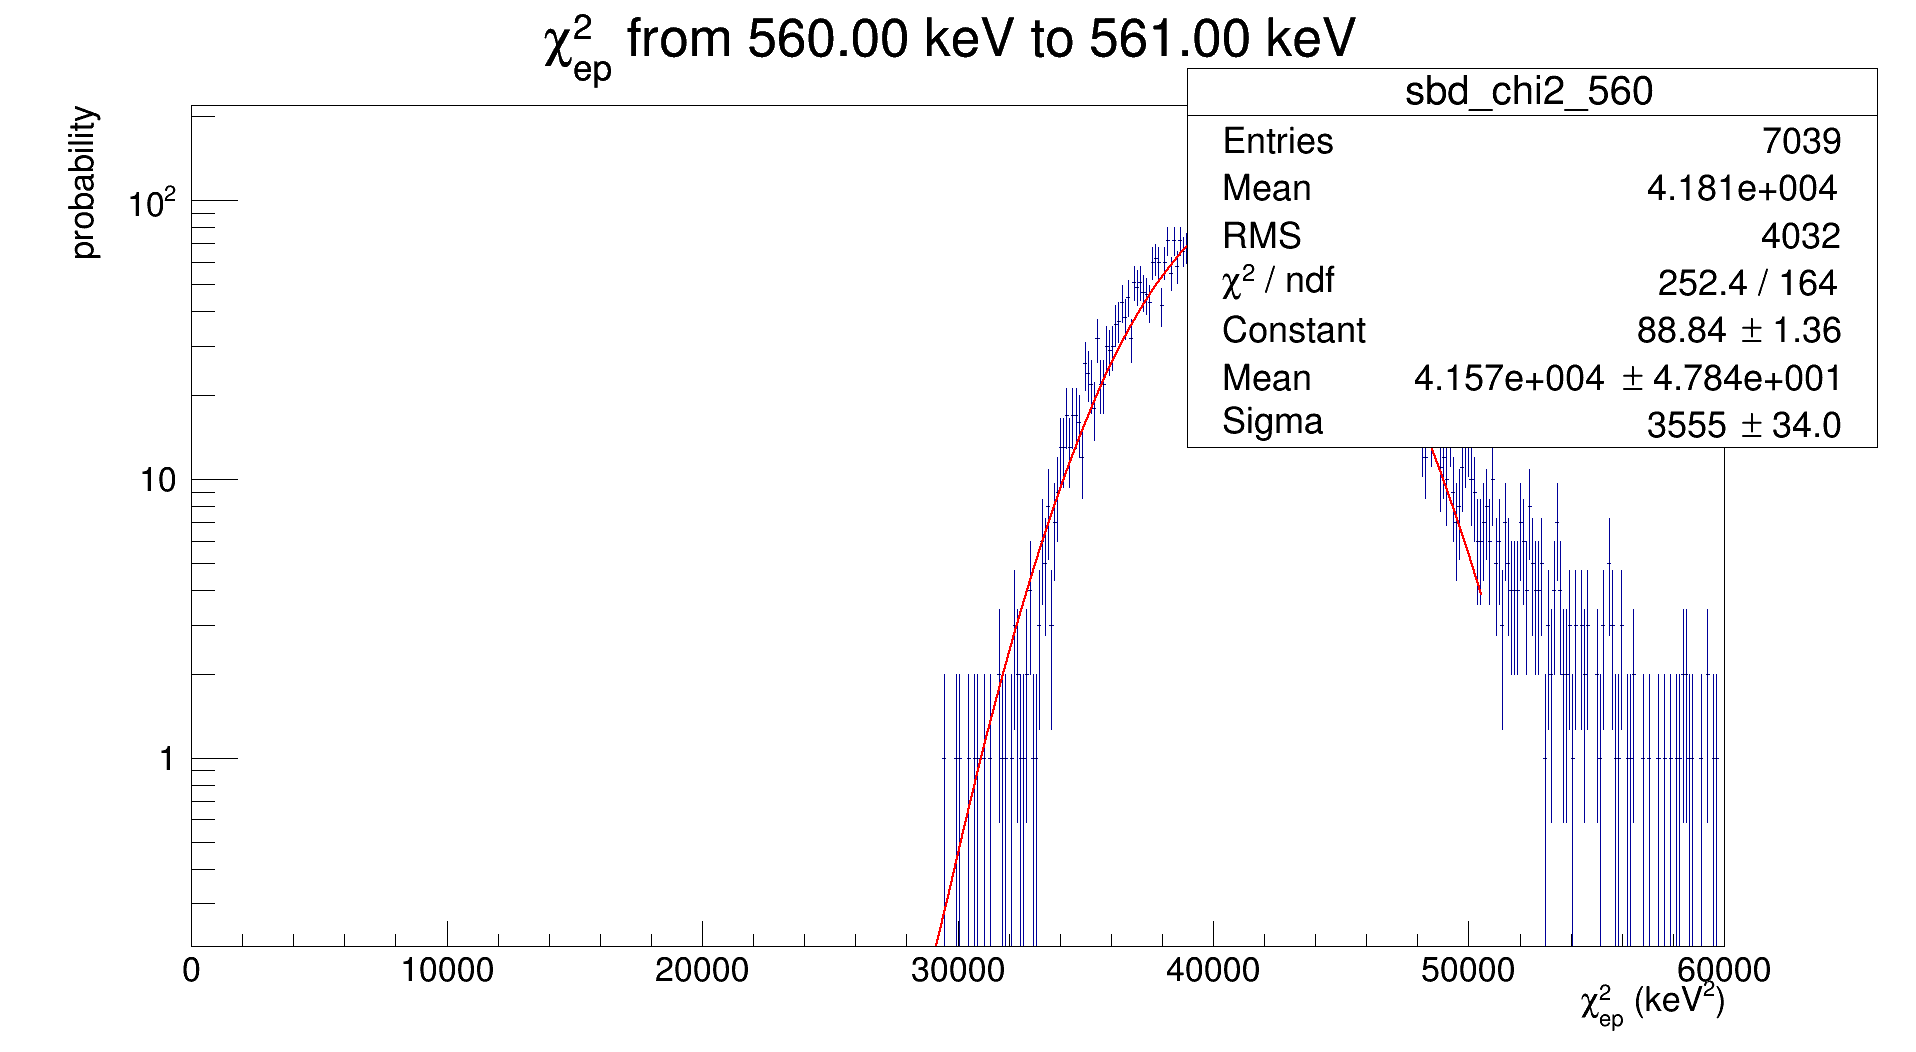 χ²ep from 560.00 keV to 561.00 keV
probability
sbd_chi2_560
Entries 7039
Mean 4.181e+004
RMS 4032
χ² / ndf 252.4 / 164
Constant 88.84 ± 1.36
Mean 4.157e+004 ± 4.784e+001
Sigma 3555 ± 34.0
10²
10
1
0 10000 20000 30000 40000 50000 60000
χ²ep (keV²)